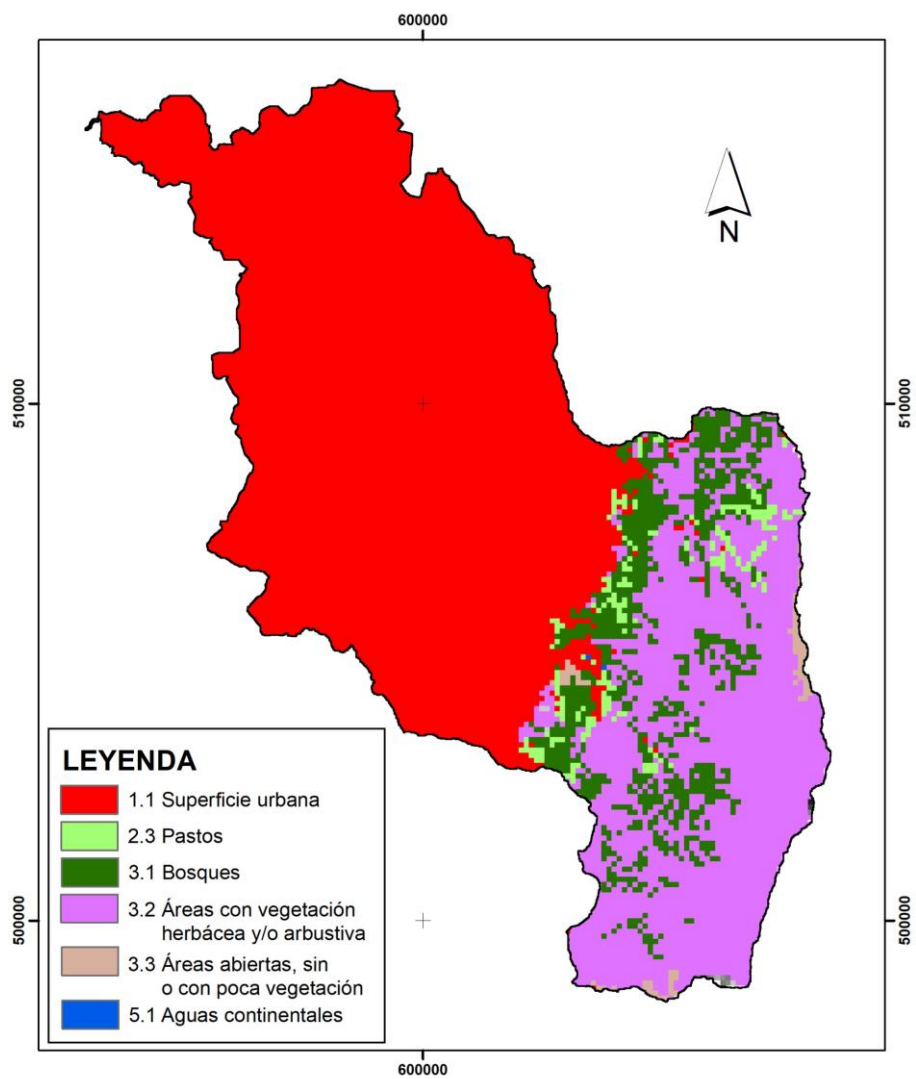 600000
N
510000
510000
LEYENDA
1.1 Superficie urbana
2.3 Pastos
3.1 Bosques
3.2 Áreas con vegetación
herbácea y/o arbustiva
3.3 Áreas abiertas, sin
o con poca vegetación
5.1 Aguas continentales
500000
500000
600000